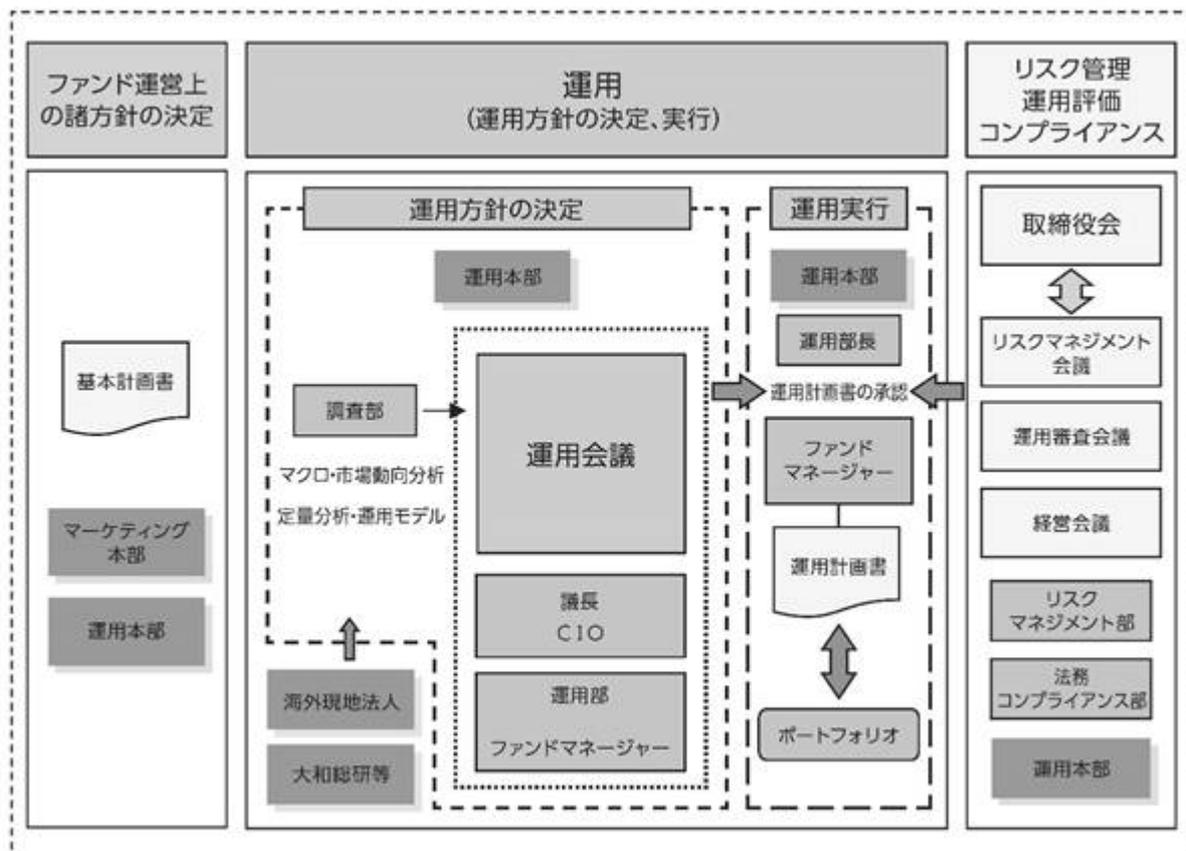 ファンド運営上
の諸方針の決定
運用
(運用方針の決定、実行)
リスク管理
運用評価
コンプライアンス
基本計画書
マーケティング
本部
運用本部
運用方針の決定
運用本部
調査部
マクロ・市場動向分析
定量分析・運用モデル
運用会議
議長
CIO
運用部
ファンドマネージャー
海外現地法人
大和総研等
運用実行
運用本部
運用部長
運用計画書の承認
ファンド
マネージャー
運用計画書
ポートフォリオ
取締役会
リスクマネジメント
会議
運用審査会議
経営会議
リスク
マネジメント部
法務
コンプライアンス部
運用本部